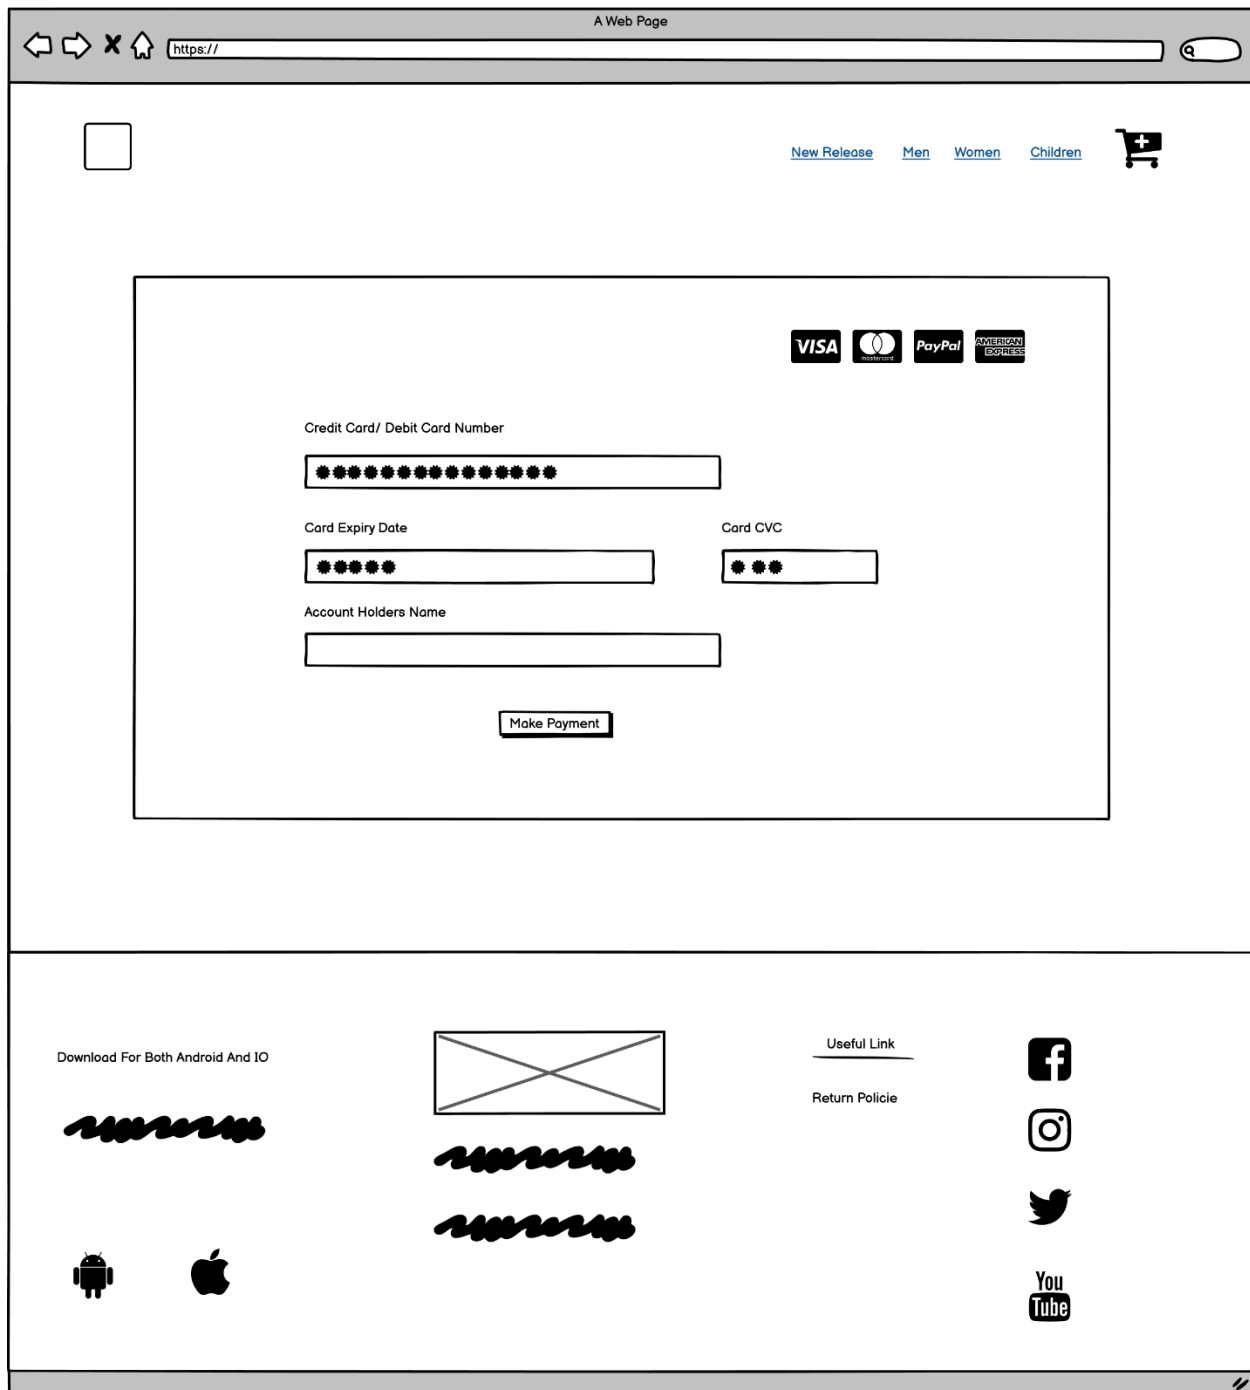 A Web Page
https://
New Release Men Women Children
VISA mastercard PayPal AMERICAN EXPRESS
Credit Card/ Debit Card Number
Card Expiry Date Card CVC
Account Holders Name
Make Payment
Download For Both Android And IO
Useful Link
Return Policie
You
Tube